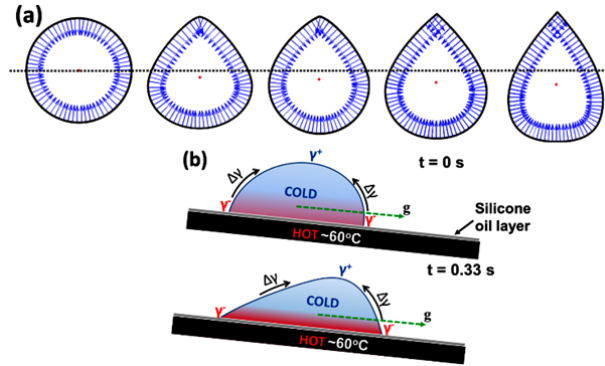 (a)
(b)
t = 0 s
γ⁺
Δγ
Δγ
COLD
g
γ⁻
γ⁻
HOT ~60°C
Silicone
oil layer
t = 0.33 s
γ⁺
Δγ
Δγ
COLD
g
γ⁻
γ⁻
HOT ~60°C